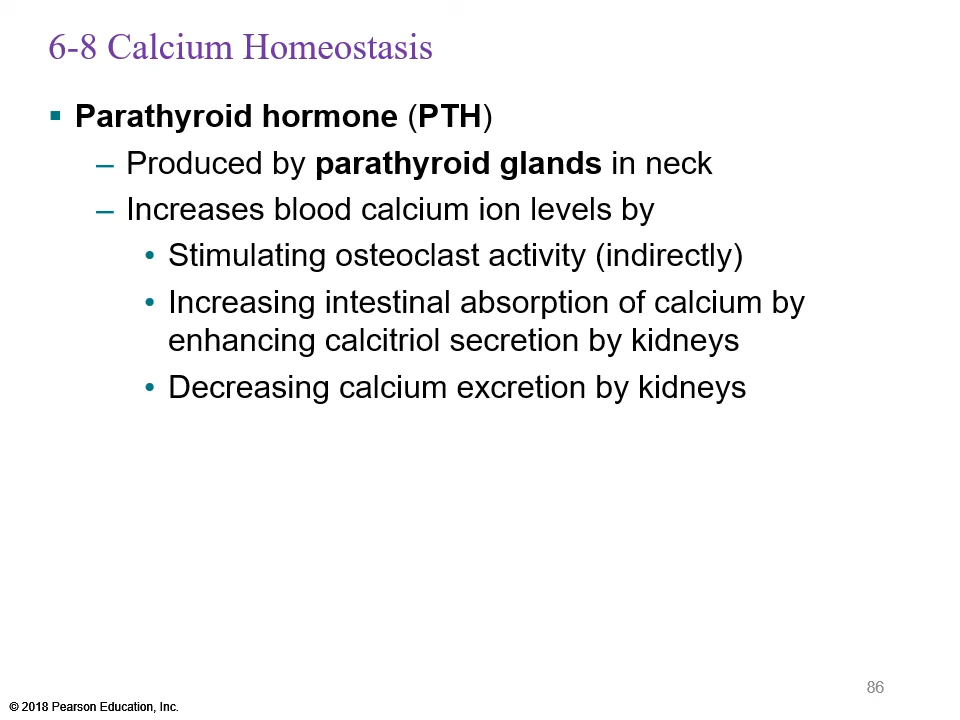 6-8 Calcium Homeostasis
▪ Parathyroid hormone (PTH)
– Produced by parathyroid glands in neck
– Increases blood calcium ion levels by
• Stimulating osteoclast activity (indirectly)
• Increasing intestinal absorption of calcium by
enhancing calcitriol secretion by kidneys
• Decreasing calcium excretion by kidneys
86
© 2018 Pearson Education, Inc.